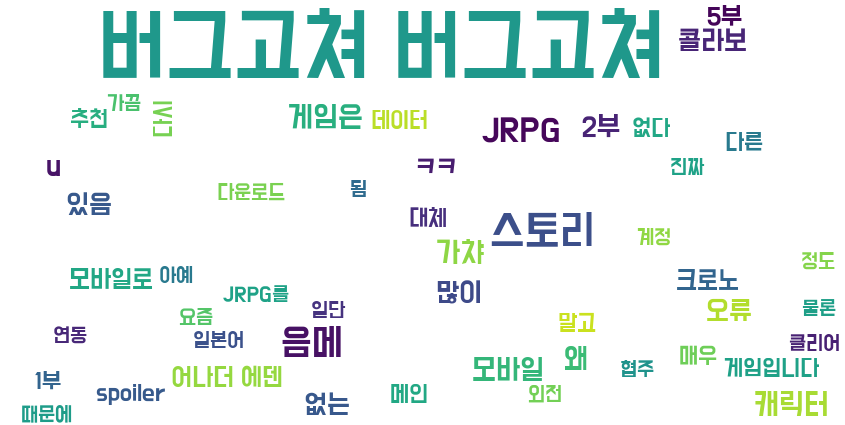 버그고쳐 버그고쳐
5부
콜라보
가끔
추천
다시
게임은
데이터
JRPG
2부
없다
다른
u
ㅋㅋ
진짜
있음
다운로드
됨
대체
스토리
가챠
계정
정도
모바일로
아예
JRPG를
많이
크로노
요즘
일단
말고
오류
물론
연동
일본어
음메
클리어
1부
어나더 에덴
모바일
왜
협주
매우
게임입니다
spoiler
없는
메인
외전
캐릭터
때문에